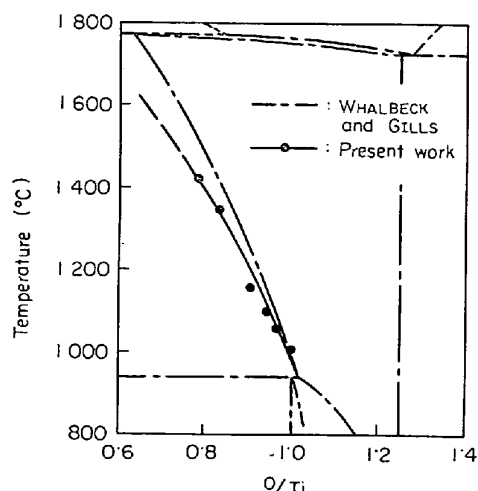 1 800
1 600
1 400
1 200
1 000
800
Temperature (°C)
: WHALBECK
and GILLS
: Present work
0·6
0·8
1·0
1·2
1·4
O/Ti